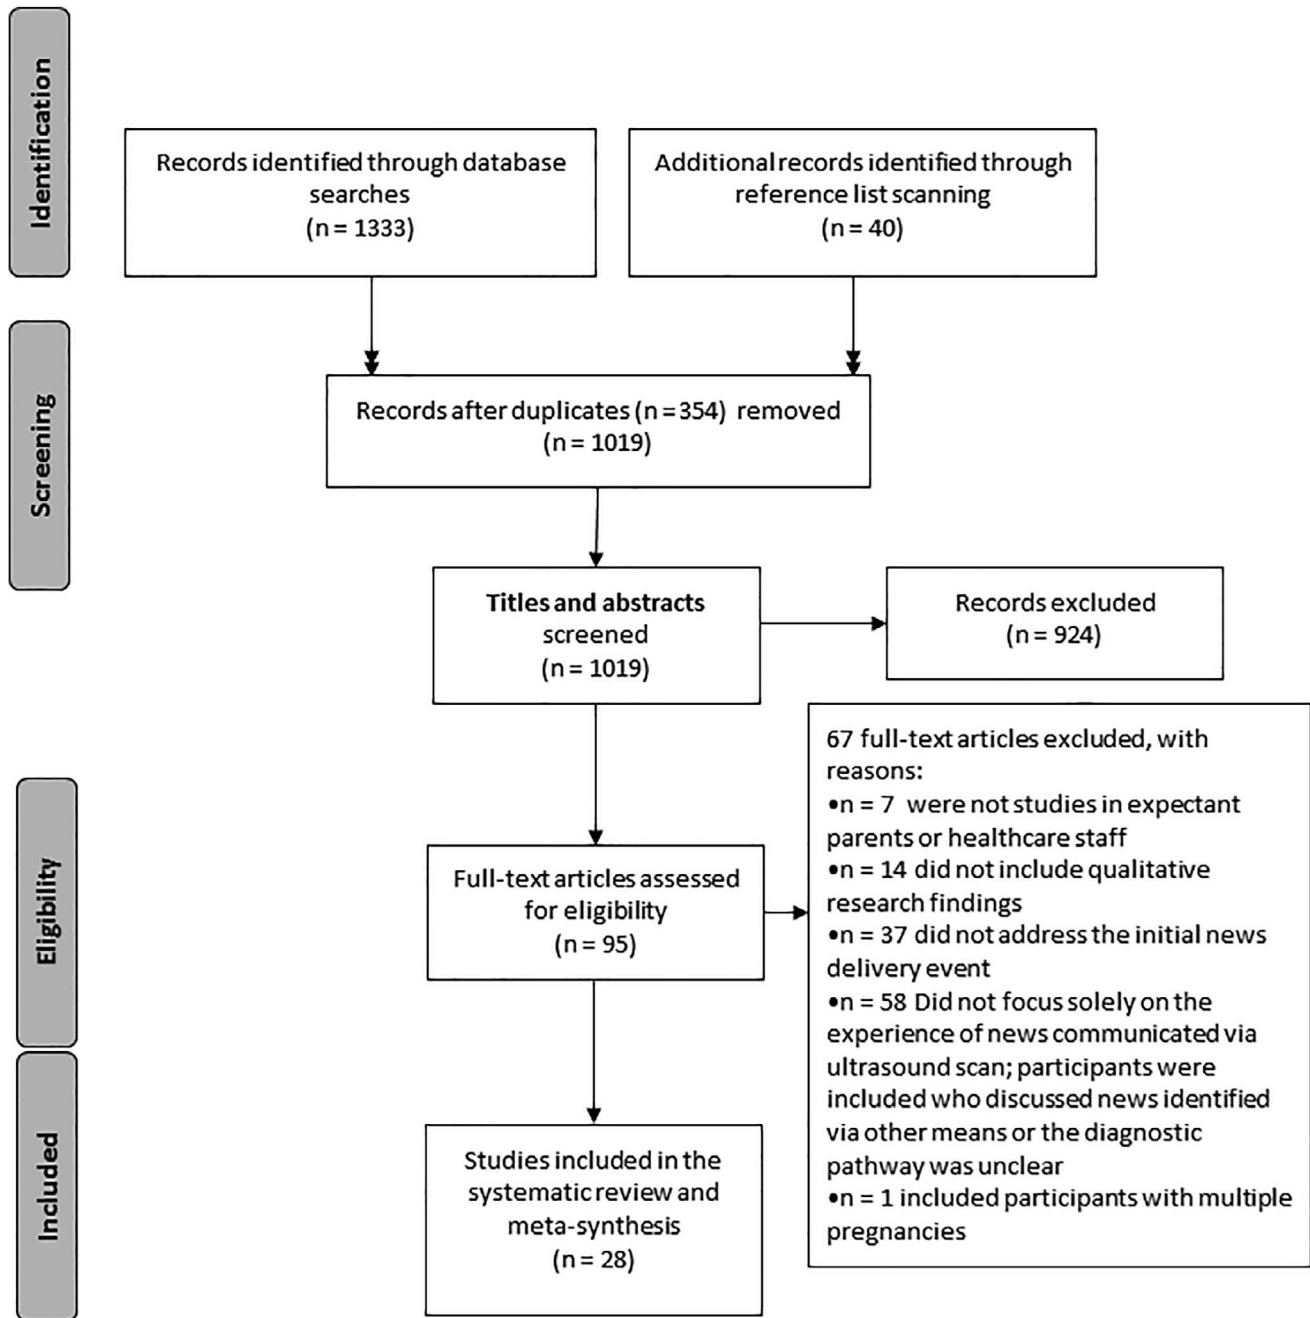 Identification
Records identified through database
searches
(n = 1333)
Additional records identified through
reference list scanning
(n = 40)
Screening
Records after duplicates (n = 354) removed
(n = 1019)
Titles and abstracts
screened
(n = 1019)
Records excluded
(n = 924)
Eligibility
Full-text articles assessed
for eligibility
(n = 95)
67 full-text articles excluded, with
reasons:
•n = 7 were not studies in expectant
parents or healthcare staff
•n = 14 did not include qualitative
research findings
•n = 37 did not address the initial news
delivery event
•n = 58 Did not focus solely on the
experience of news communicated via
ultrasound scan; participants were
included who discussed news identified
via other means or the diagnostic
pathway was unclear
•n = 1 included participants with multiple
pregnancies
Included
Studies included in the
systematic review and
meta-synthesis
(n = 28)